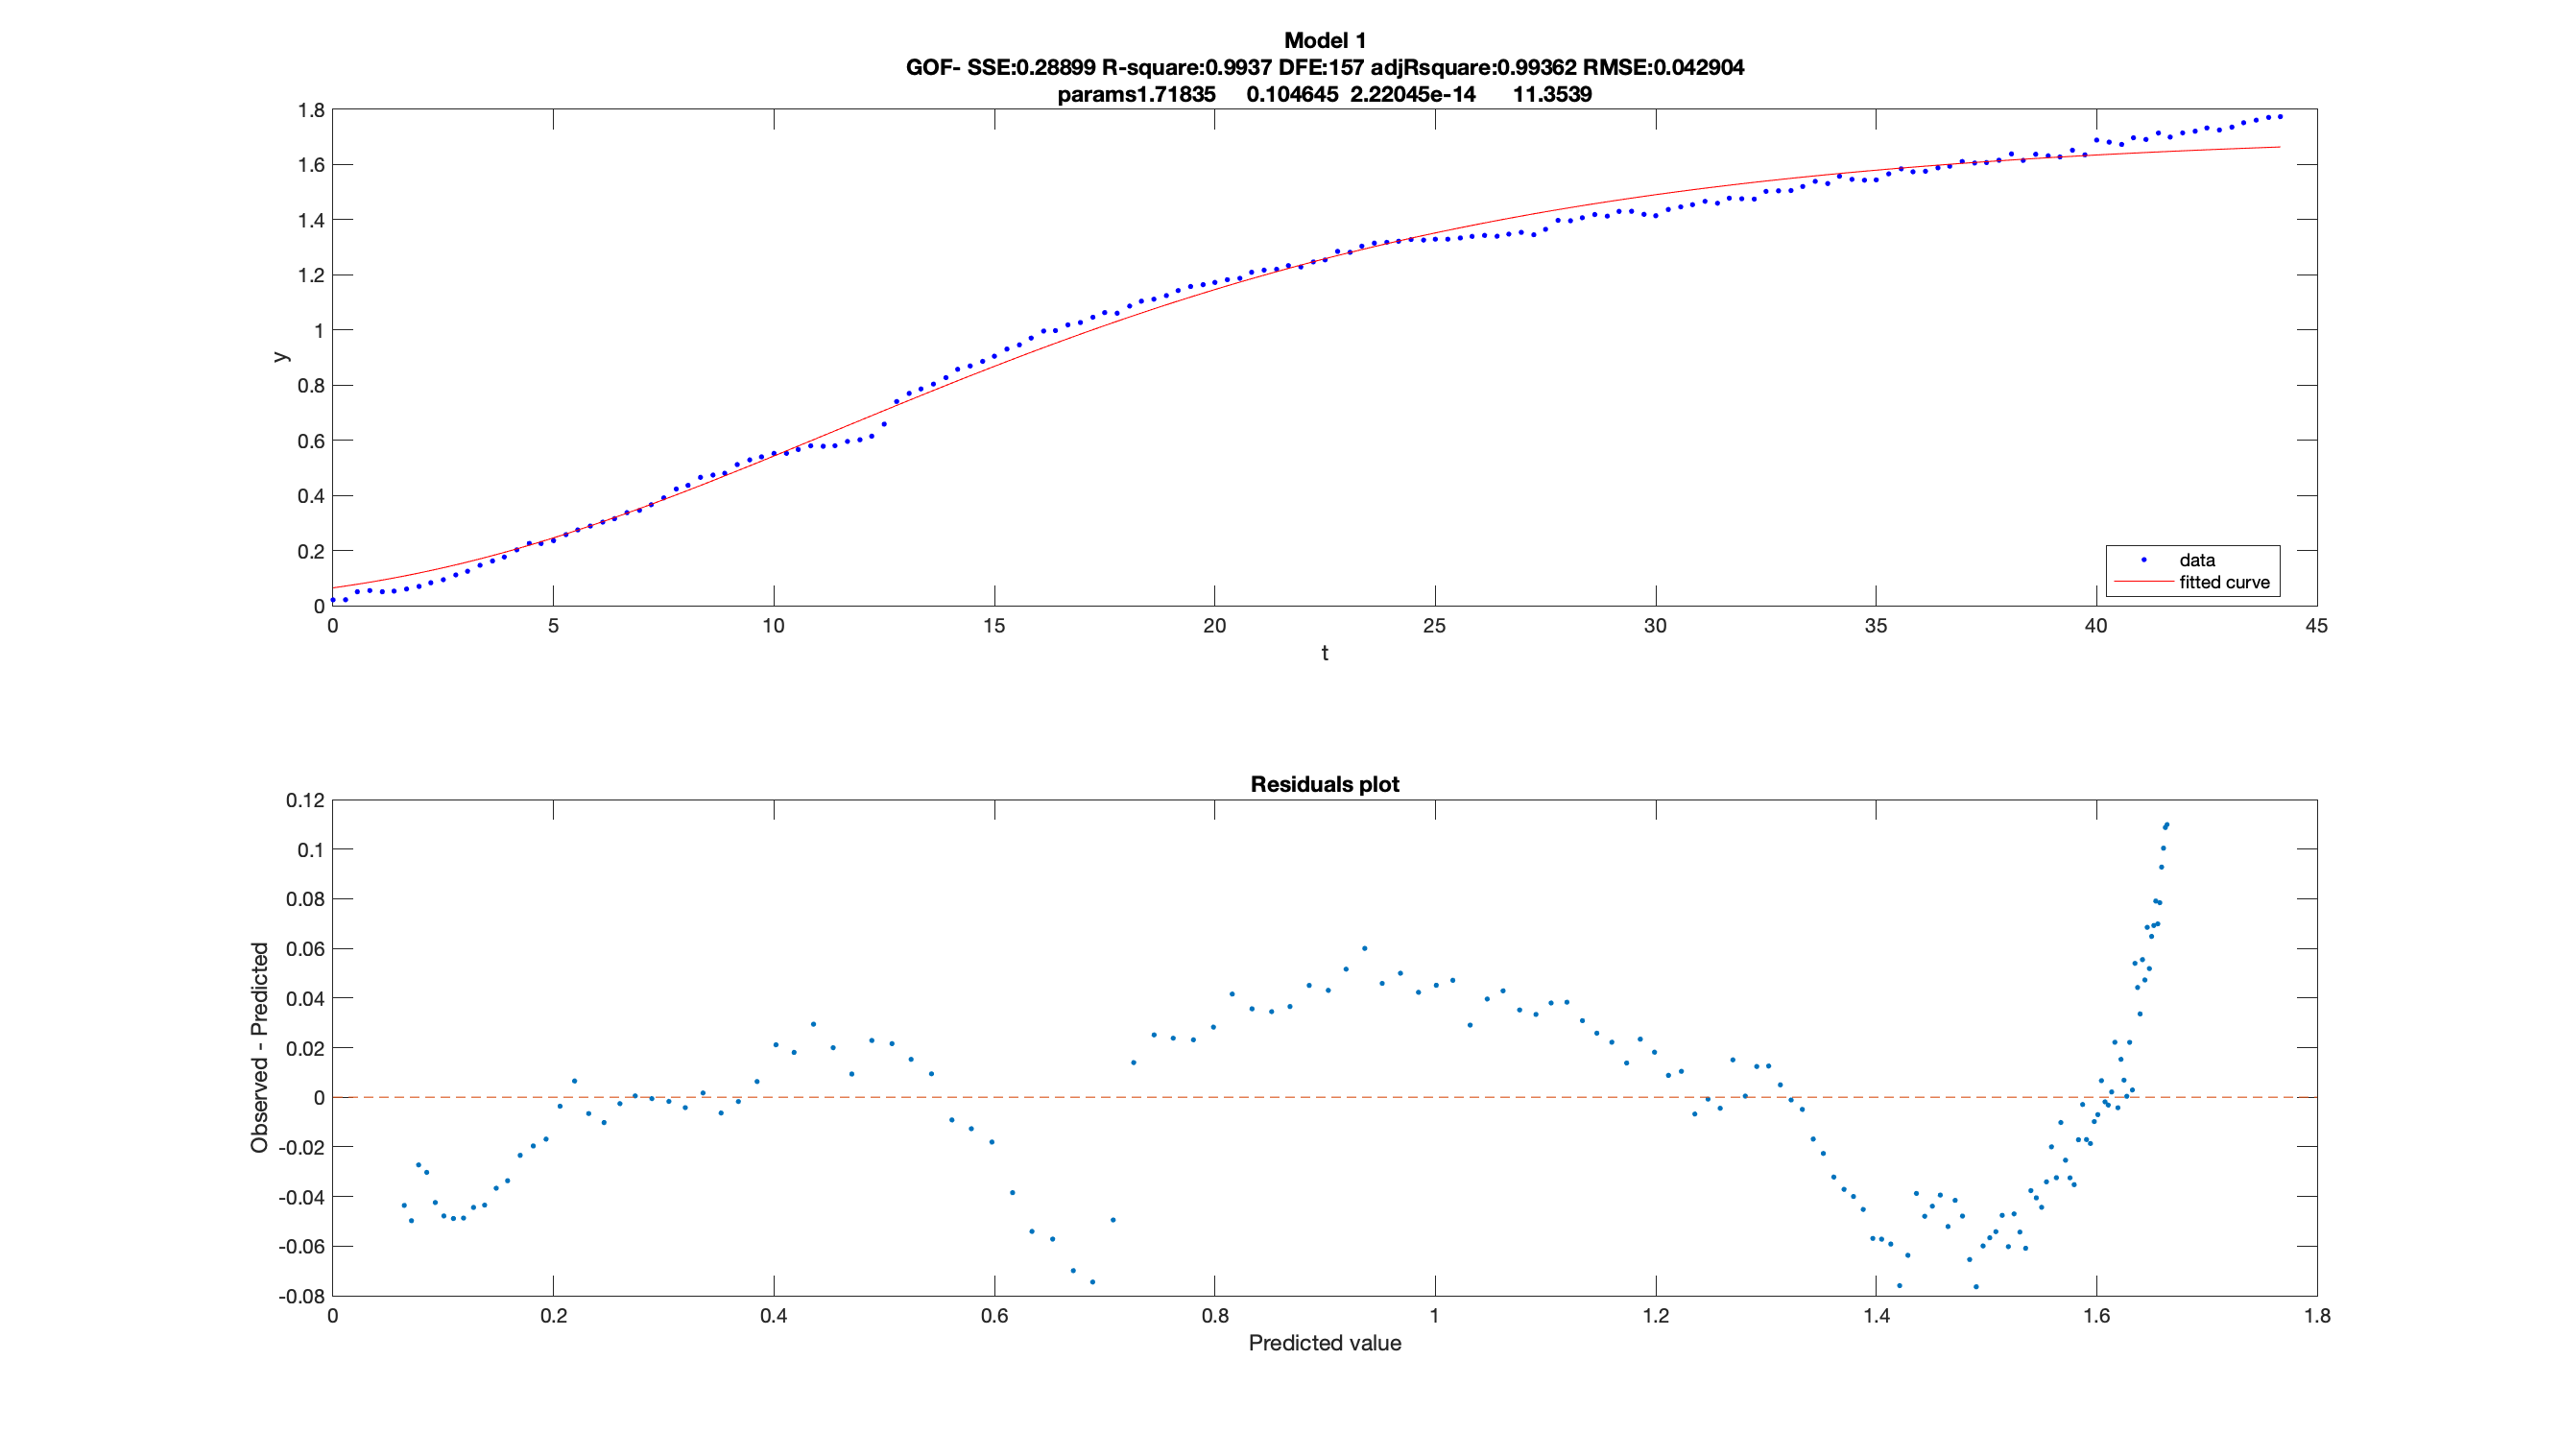 Model 1
GOF- SSE:0.28899 R-square:0.9937 DFE:157 adjRsquare:0.99362 RMSE:0.042904
params1.71835 0.104645 2.22045e-14 11.3539
1.8
1.6
1.4
1.2
1
0.8
0.6
0.4
0.2
0
y
0 5 10 15 20 25 30 35 40 45
t
data
fitted curve
Residuals plot
0.12
0.1
0.08
0.06
0.04
0.02
0
-0.02
-0.04
-0.06
-0.08
Observed - Predicted
0 0.2 0.4 0.6 0.8 1 1.2 1.4 1.6 1.8
Predicted value